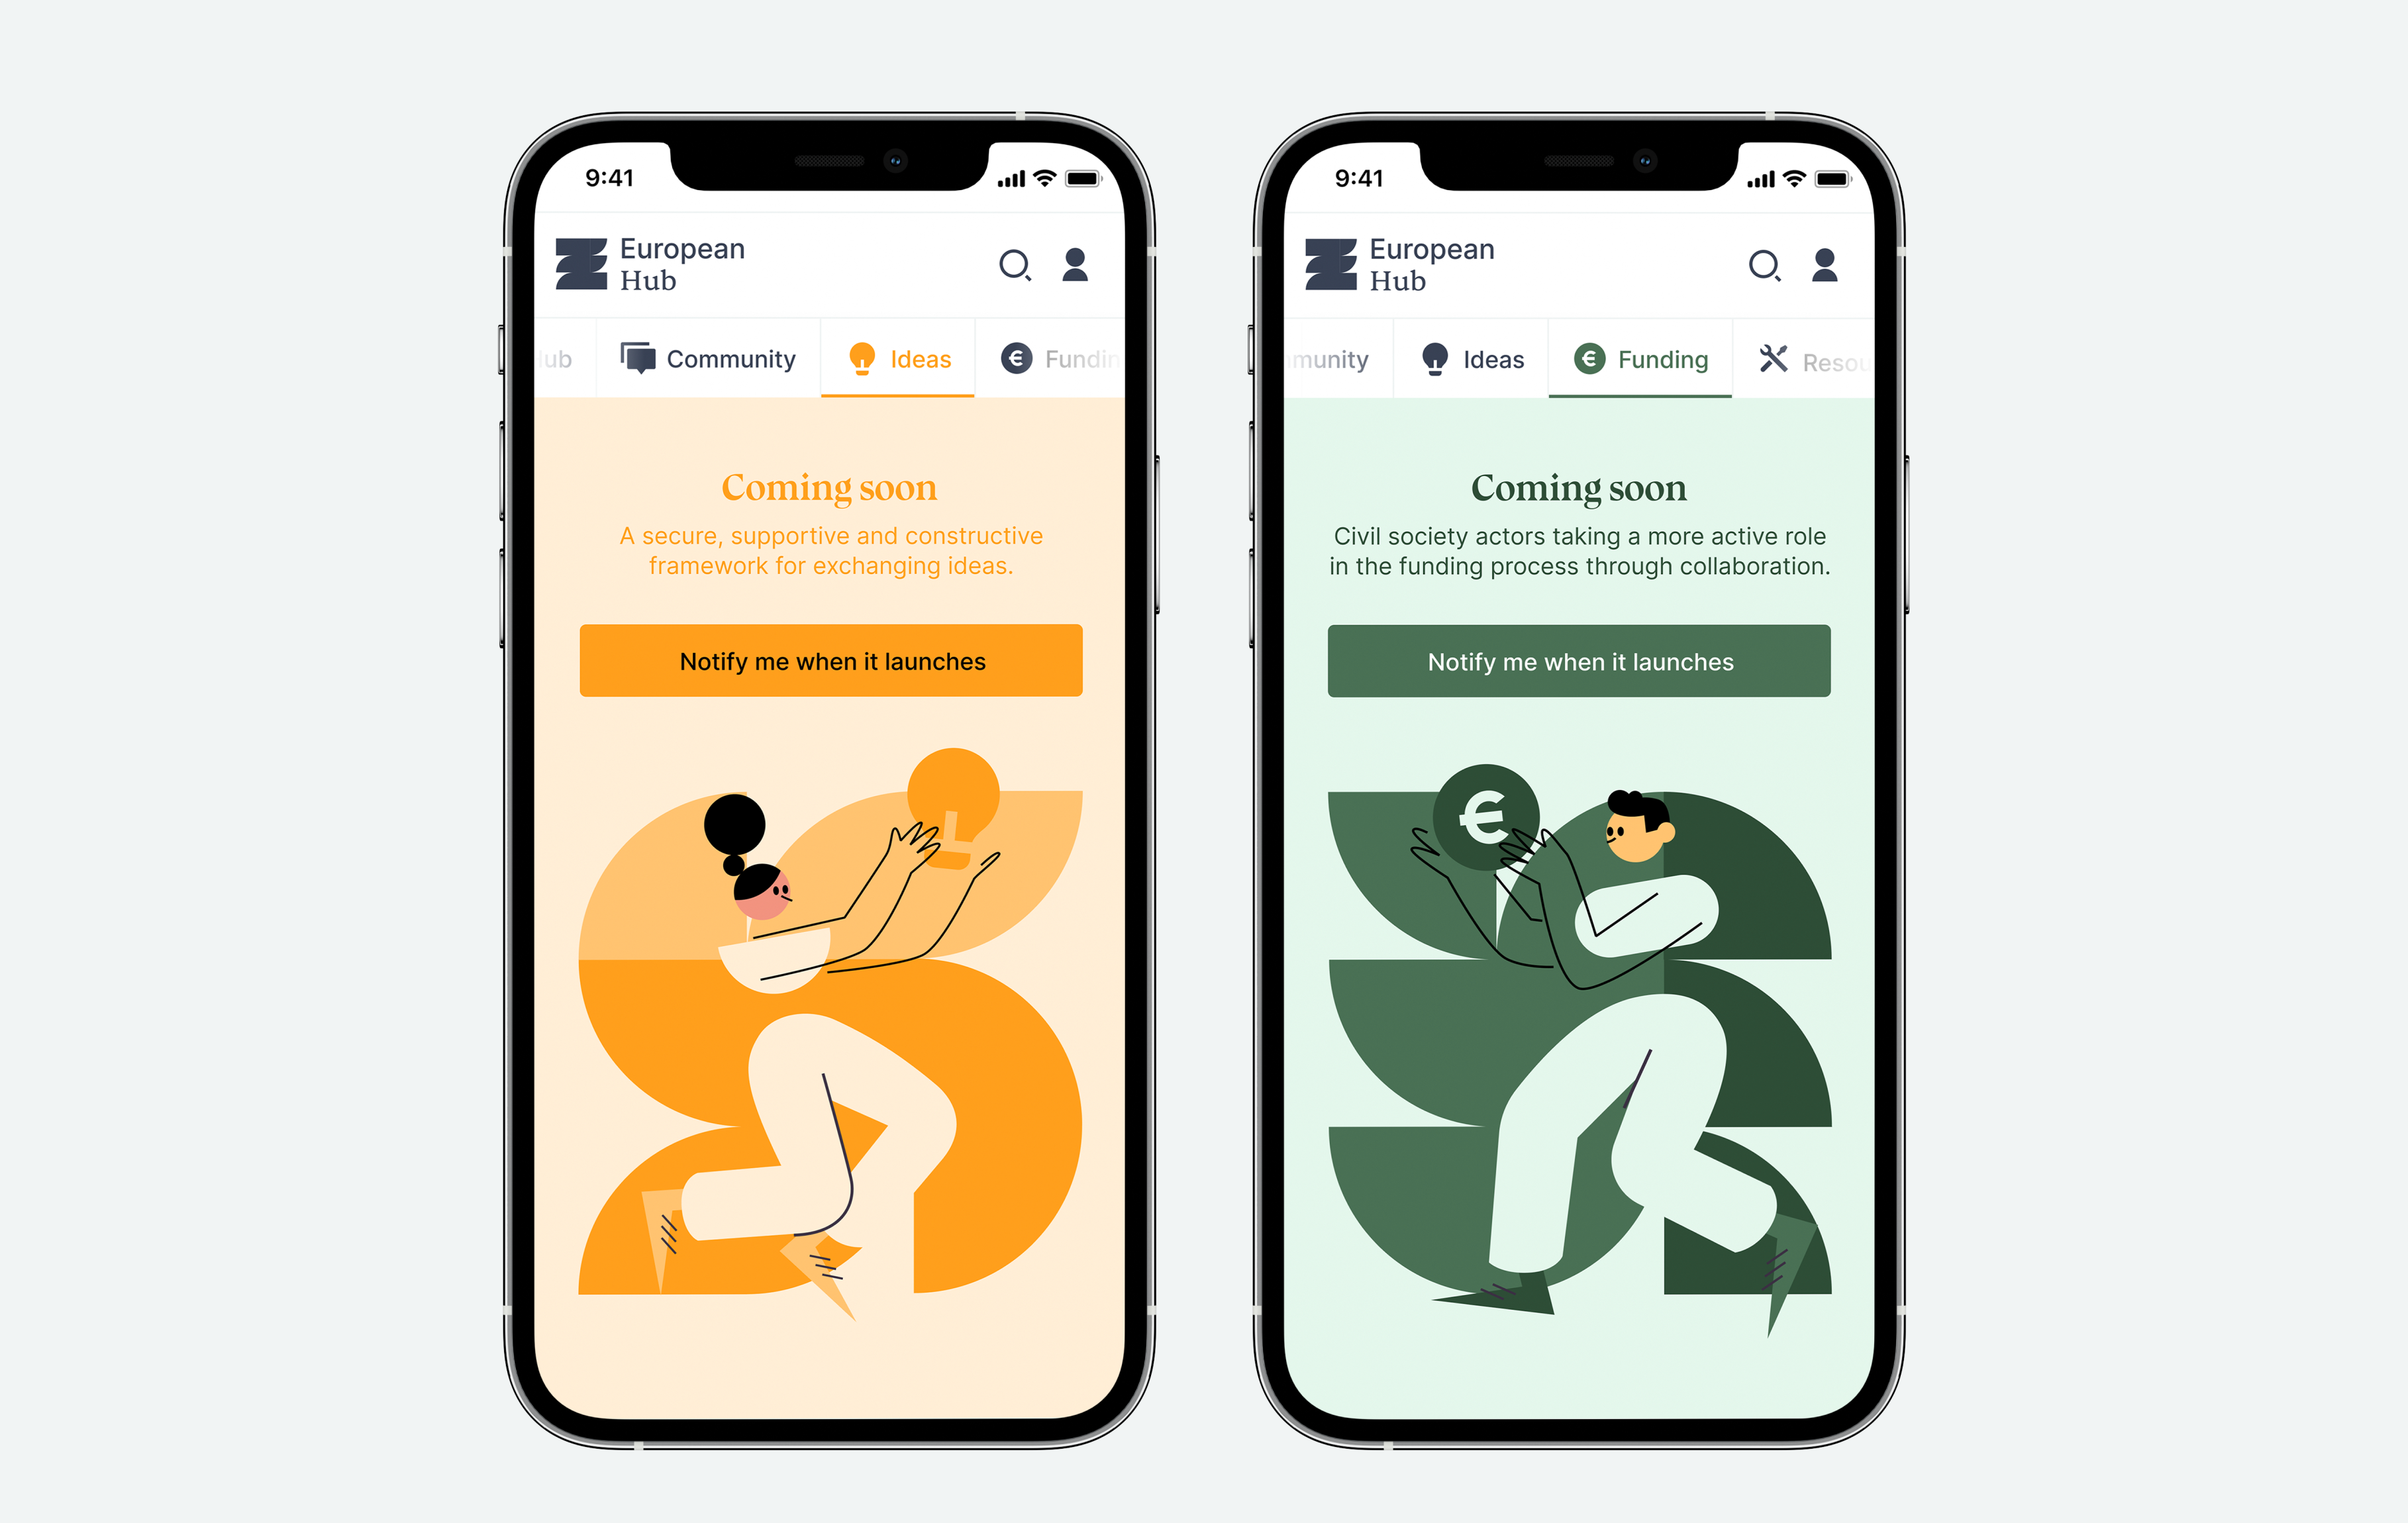 9:41
European
Hub
lub
Community
Ideas
Fundin
Coming soon
A secure, supportive and constructive
framework for exchanging ideas.
Notify me when it launches
9:41
European
Hub
munity
Ideas
Funding
Resou
Coming soon
Civil society actors taking a more active role
in the funding process through collaboration.
Notify me when it launches
€